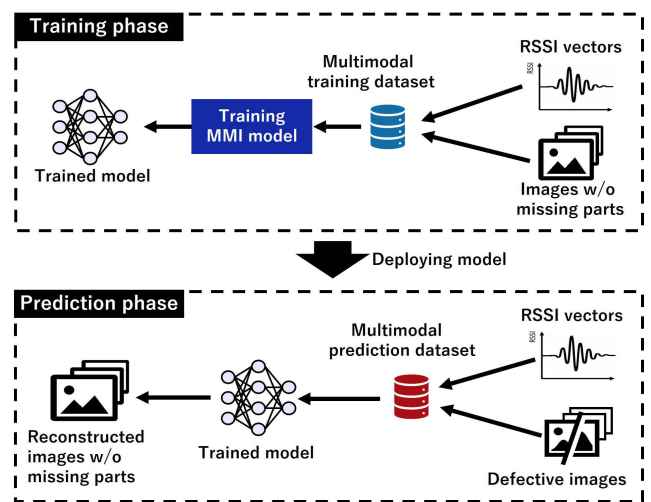 Training phase
RSSI vectors
RSSI
Multimodal
training dataset
Training
MMI model
Trained model
Images w/o
missing parts
Deploying model
Prediction phase
RSSI vectors
RSSI
Multimodal
prediction dataset
Reconstructed
images w/o
missing parts
Trained model
Defective images